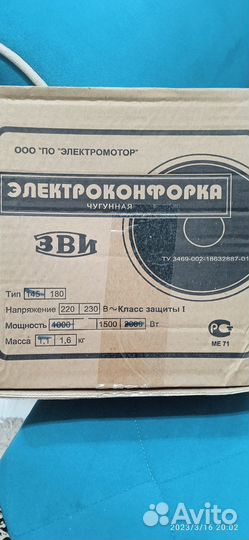 ООО "ПО "ЭЛЕКТРОМОТОР"
ЭЛЕКТРОКОНФОРКА
ЧУГУННАЯ
ЗВИ
ТУ 3469-002-18632887-01
Тип 145 180
Напряжение 220 230 В ~ Класс защиты I
Мощность 1000 1500 2000 Вт
Масса 1,1 1,6 кг
РС
МЕ 71
Avito
2023/3/16 20:02